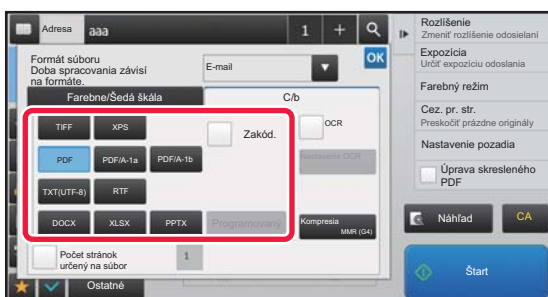 Adresa
aaa
1
Rozlíšenie
Zmeniť rozlíšenie odosielani
Formát súboru
Doba spracovania závisí
na formáte.
E-mail
OK
Expozícia
Určiť expozíciu odoslania
Farebne/Šedá škála
C/b
Farebný režim
TIFF
XPS
Zakód.
OCR
Cez. pr. str.
Preskočiť prázdne originály
PDF
PDF/A-1a
PDF/A-1b
Nastavenie OCR
Nastavenie pozadia
TXT(UTF-8)
RTF
Úprava skresleného
PDF
DOCX
XLSX
PPTX
Programovaný
Kompresia
MMR (G4)
Náhľad
CA
Počet
stránok
určený na súbor
1
Ostatné
Štart